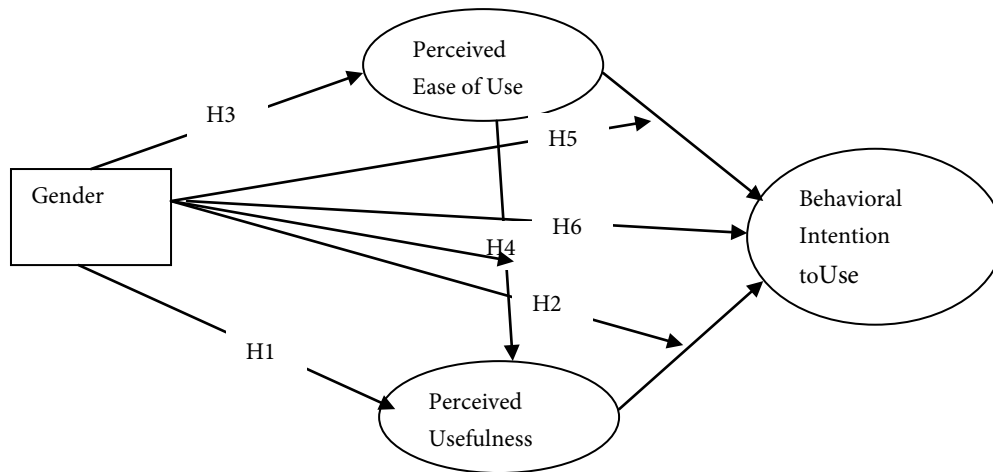 Perceived
Ease of Use
H3
H5
Gender
Behavioral
Intention
toUse
H6
H4
H2
H1
Perceived
Usefulness